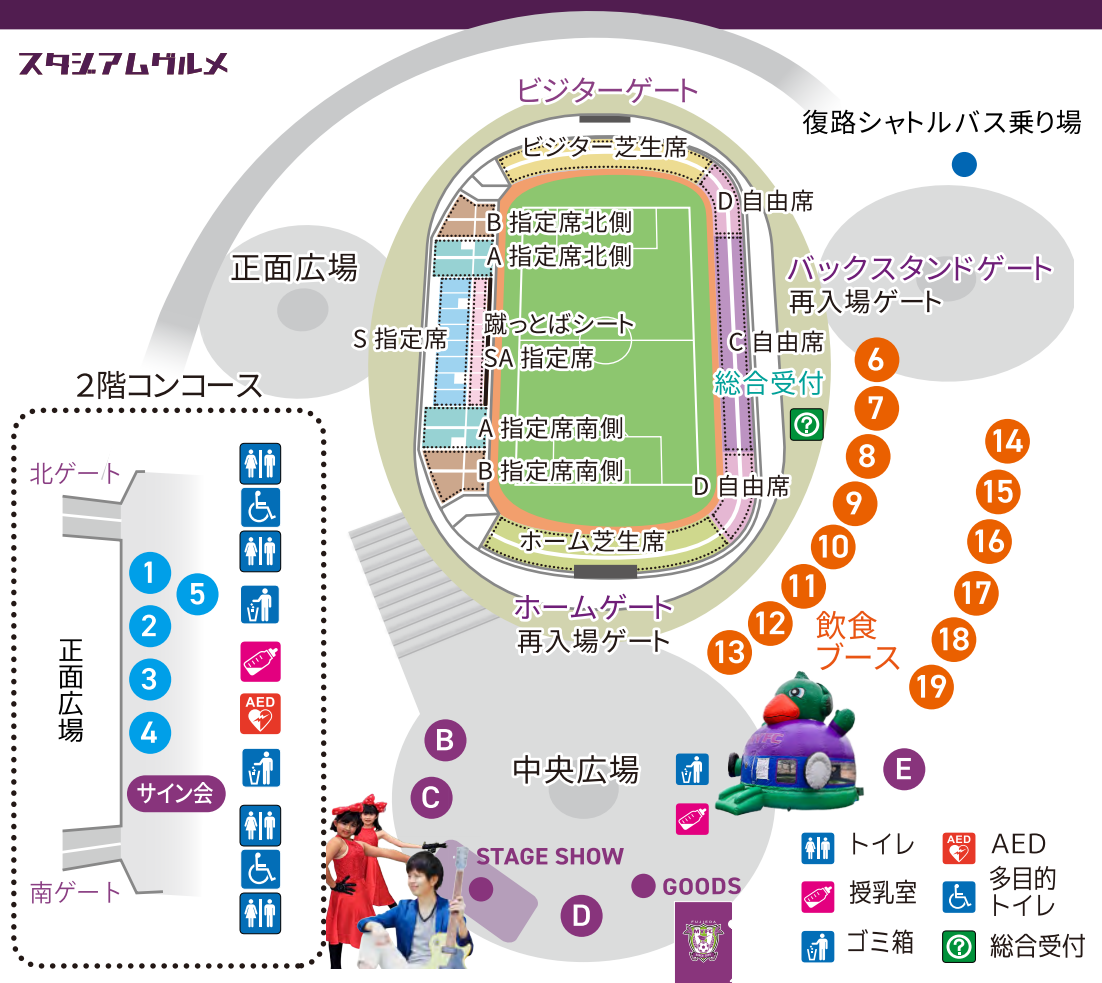 スタジアムグルメ
ビジターゲート
復路シャトルバス乗り場
ビジター芝生席
D 自由席
B 指定席北側
A 指定席北側
正面広場
バックスタンドゲート
再入場ゲート
蹴っとばシート
S 指定席
SA 指定席
C 自由席
総合受付
2階コンコース
A 指定席南側
B 指定席南側
D 自由席
ホーム芝生席
ホームゲート
再入場ゲート
6
7
8
9
10
11
12
13
14
15
16
17
18
19
飲食
ブース
北ゲート
1
5
2
3
4
正面広場
AED
サイン会
南ゲート
B
C
中央広場
E
STAGE SHOW
GOODS
D
トイレ
AED
AED
授乳室
多目的
トイレ
ゴミ箱
総合受付